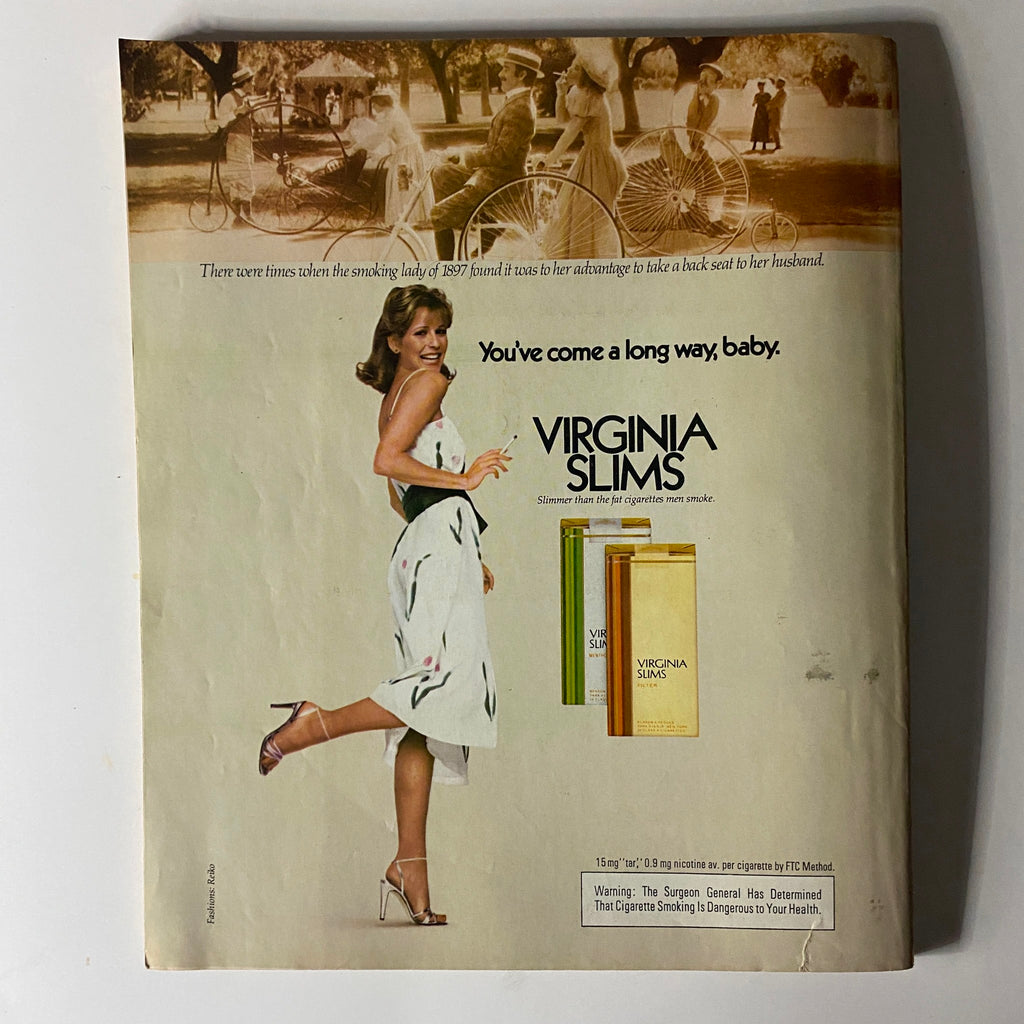 There were times when the smoking lady of 1897 found it was to her advantage to take a back seat to her husband.
You've come a long way, baby.
VIRGINIA
SLIMS
Slimmer than the fat cigarettes men smoke.
VIR
SLIM
VIRGINIA
SLIMS
FILTER
15 mg "tar," 0.9 mg nicotine av. per cigarette by FTC Method.
Warning: The Surgeon General Has Determined
That Cigarette Smoking Is Dangerous to Your Health.
Fashions: Reiko